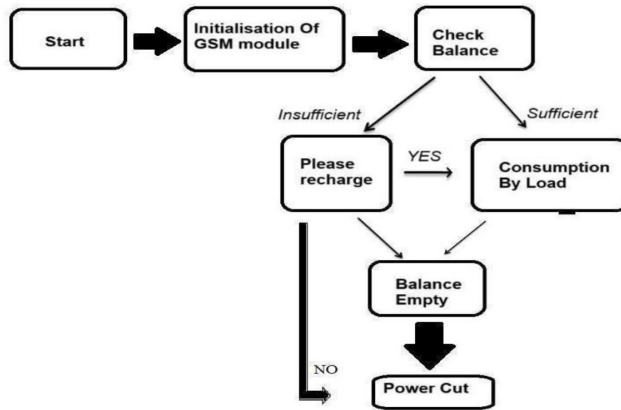 Start
Initialisation Of
GSM module
Check
Balance
Insufficient
Sufficient
Please
recharge
YES
Consumption
By Load
Balance
Empty
NO
Power Cut